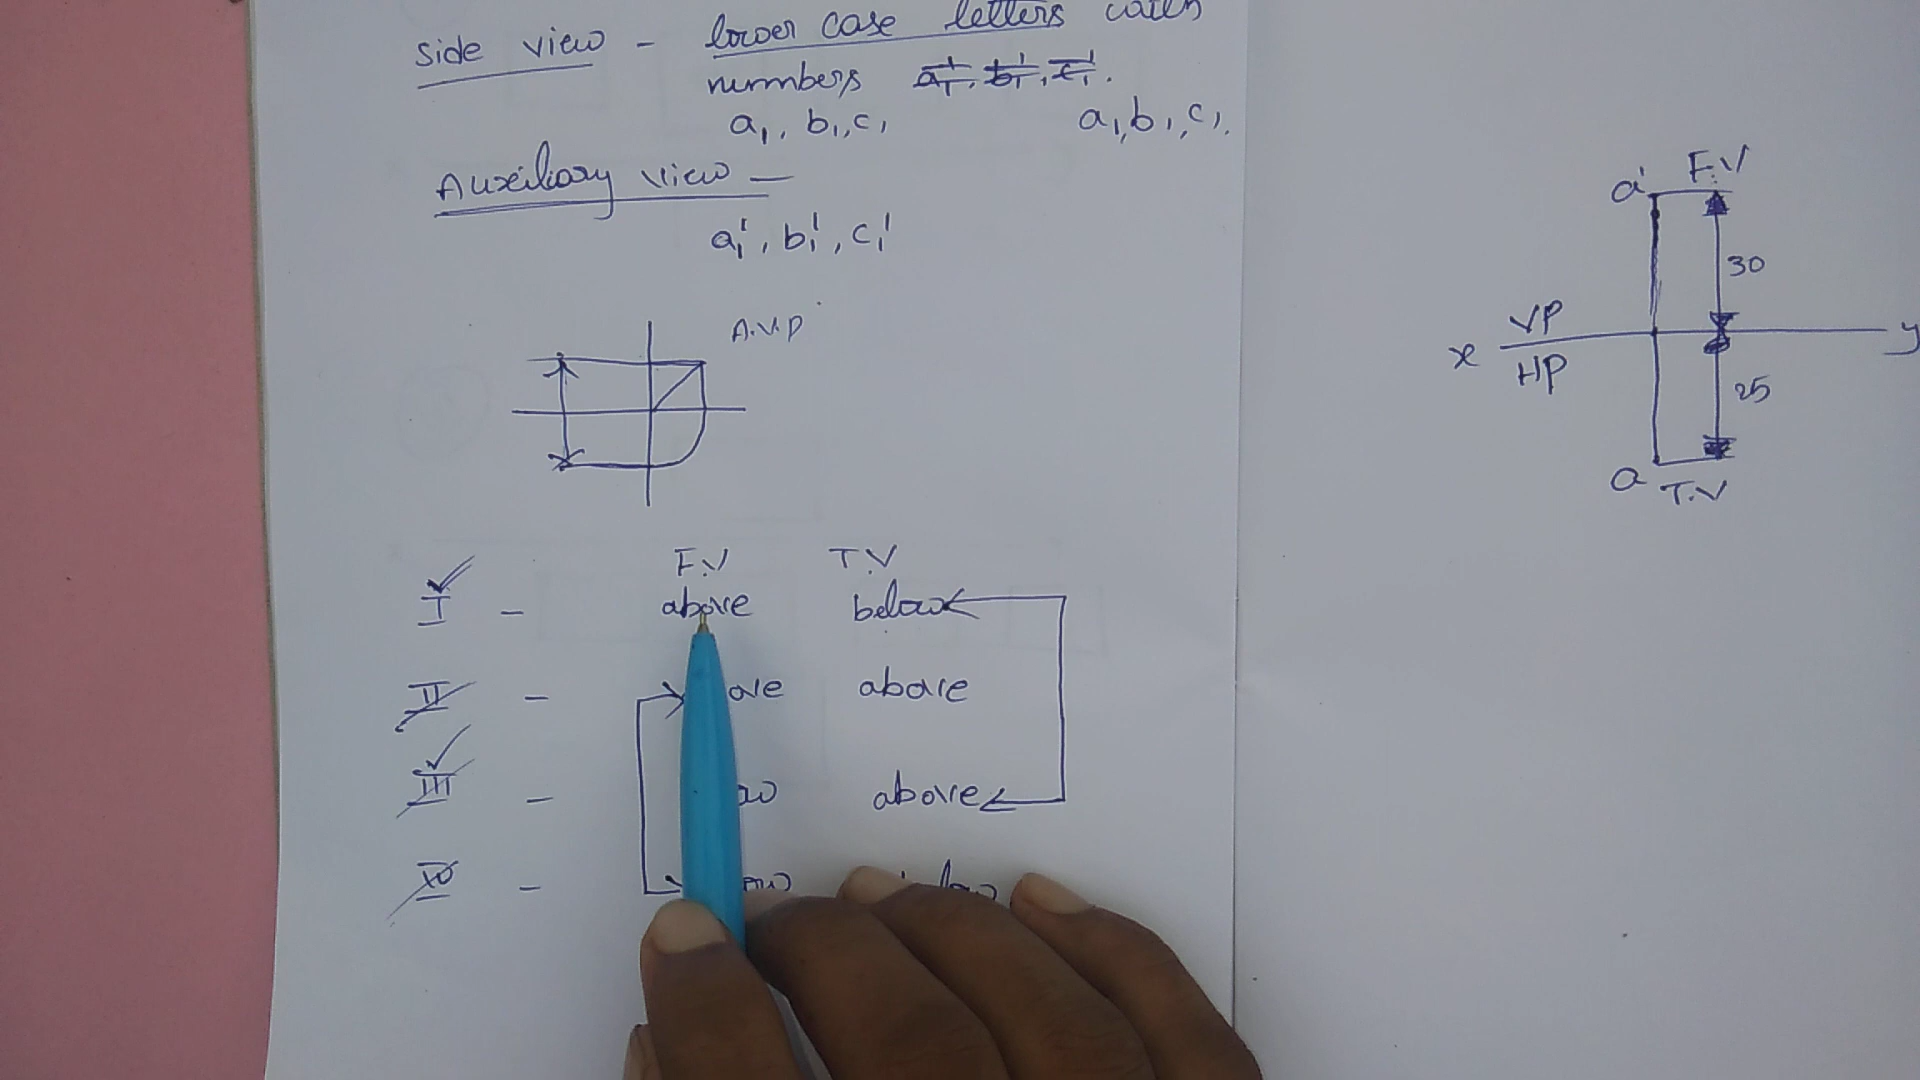 side view - lower case letters with
numbers a₁', b₁', c₁'.
a₁, b₁, c₁ a₁, b₁, c₁.
Auxiliary view -
a₁', b₁', c₁'
A.V.P
F.V T.V
I - above below
II - above
III - above
IV -
a' F.V
30
VP
x y
HP
25
a T.V